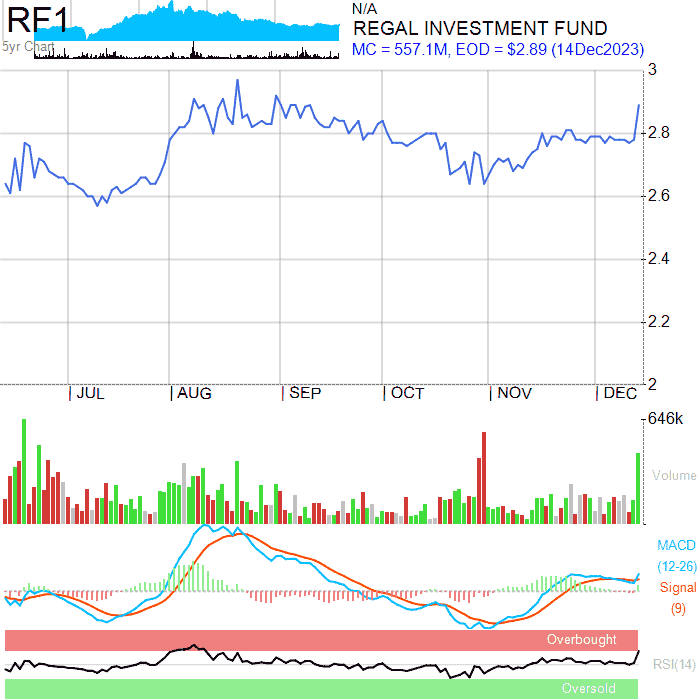 RF1
5yr Chart
N/A
REGAL INVESTMENT FUND
MC = 557.1M, EOD = $2.89 (14Dec2023)
3
2.8
2.6
2.4
2.2
2
JUL AUG SEP OCT NOV DEC
646k
Volume
MACD
(12-26)
Signal
(9)
Overbought
RSI(14)
Oversold